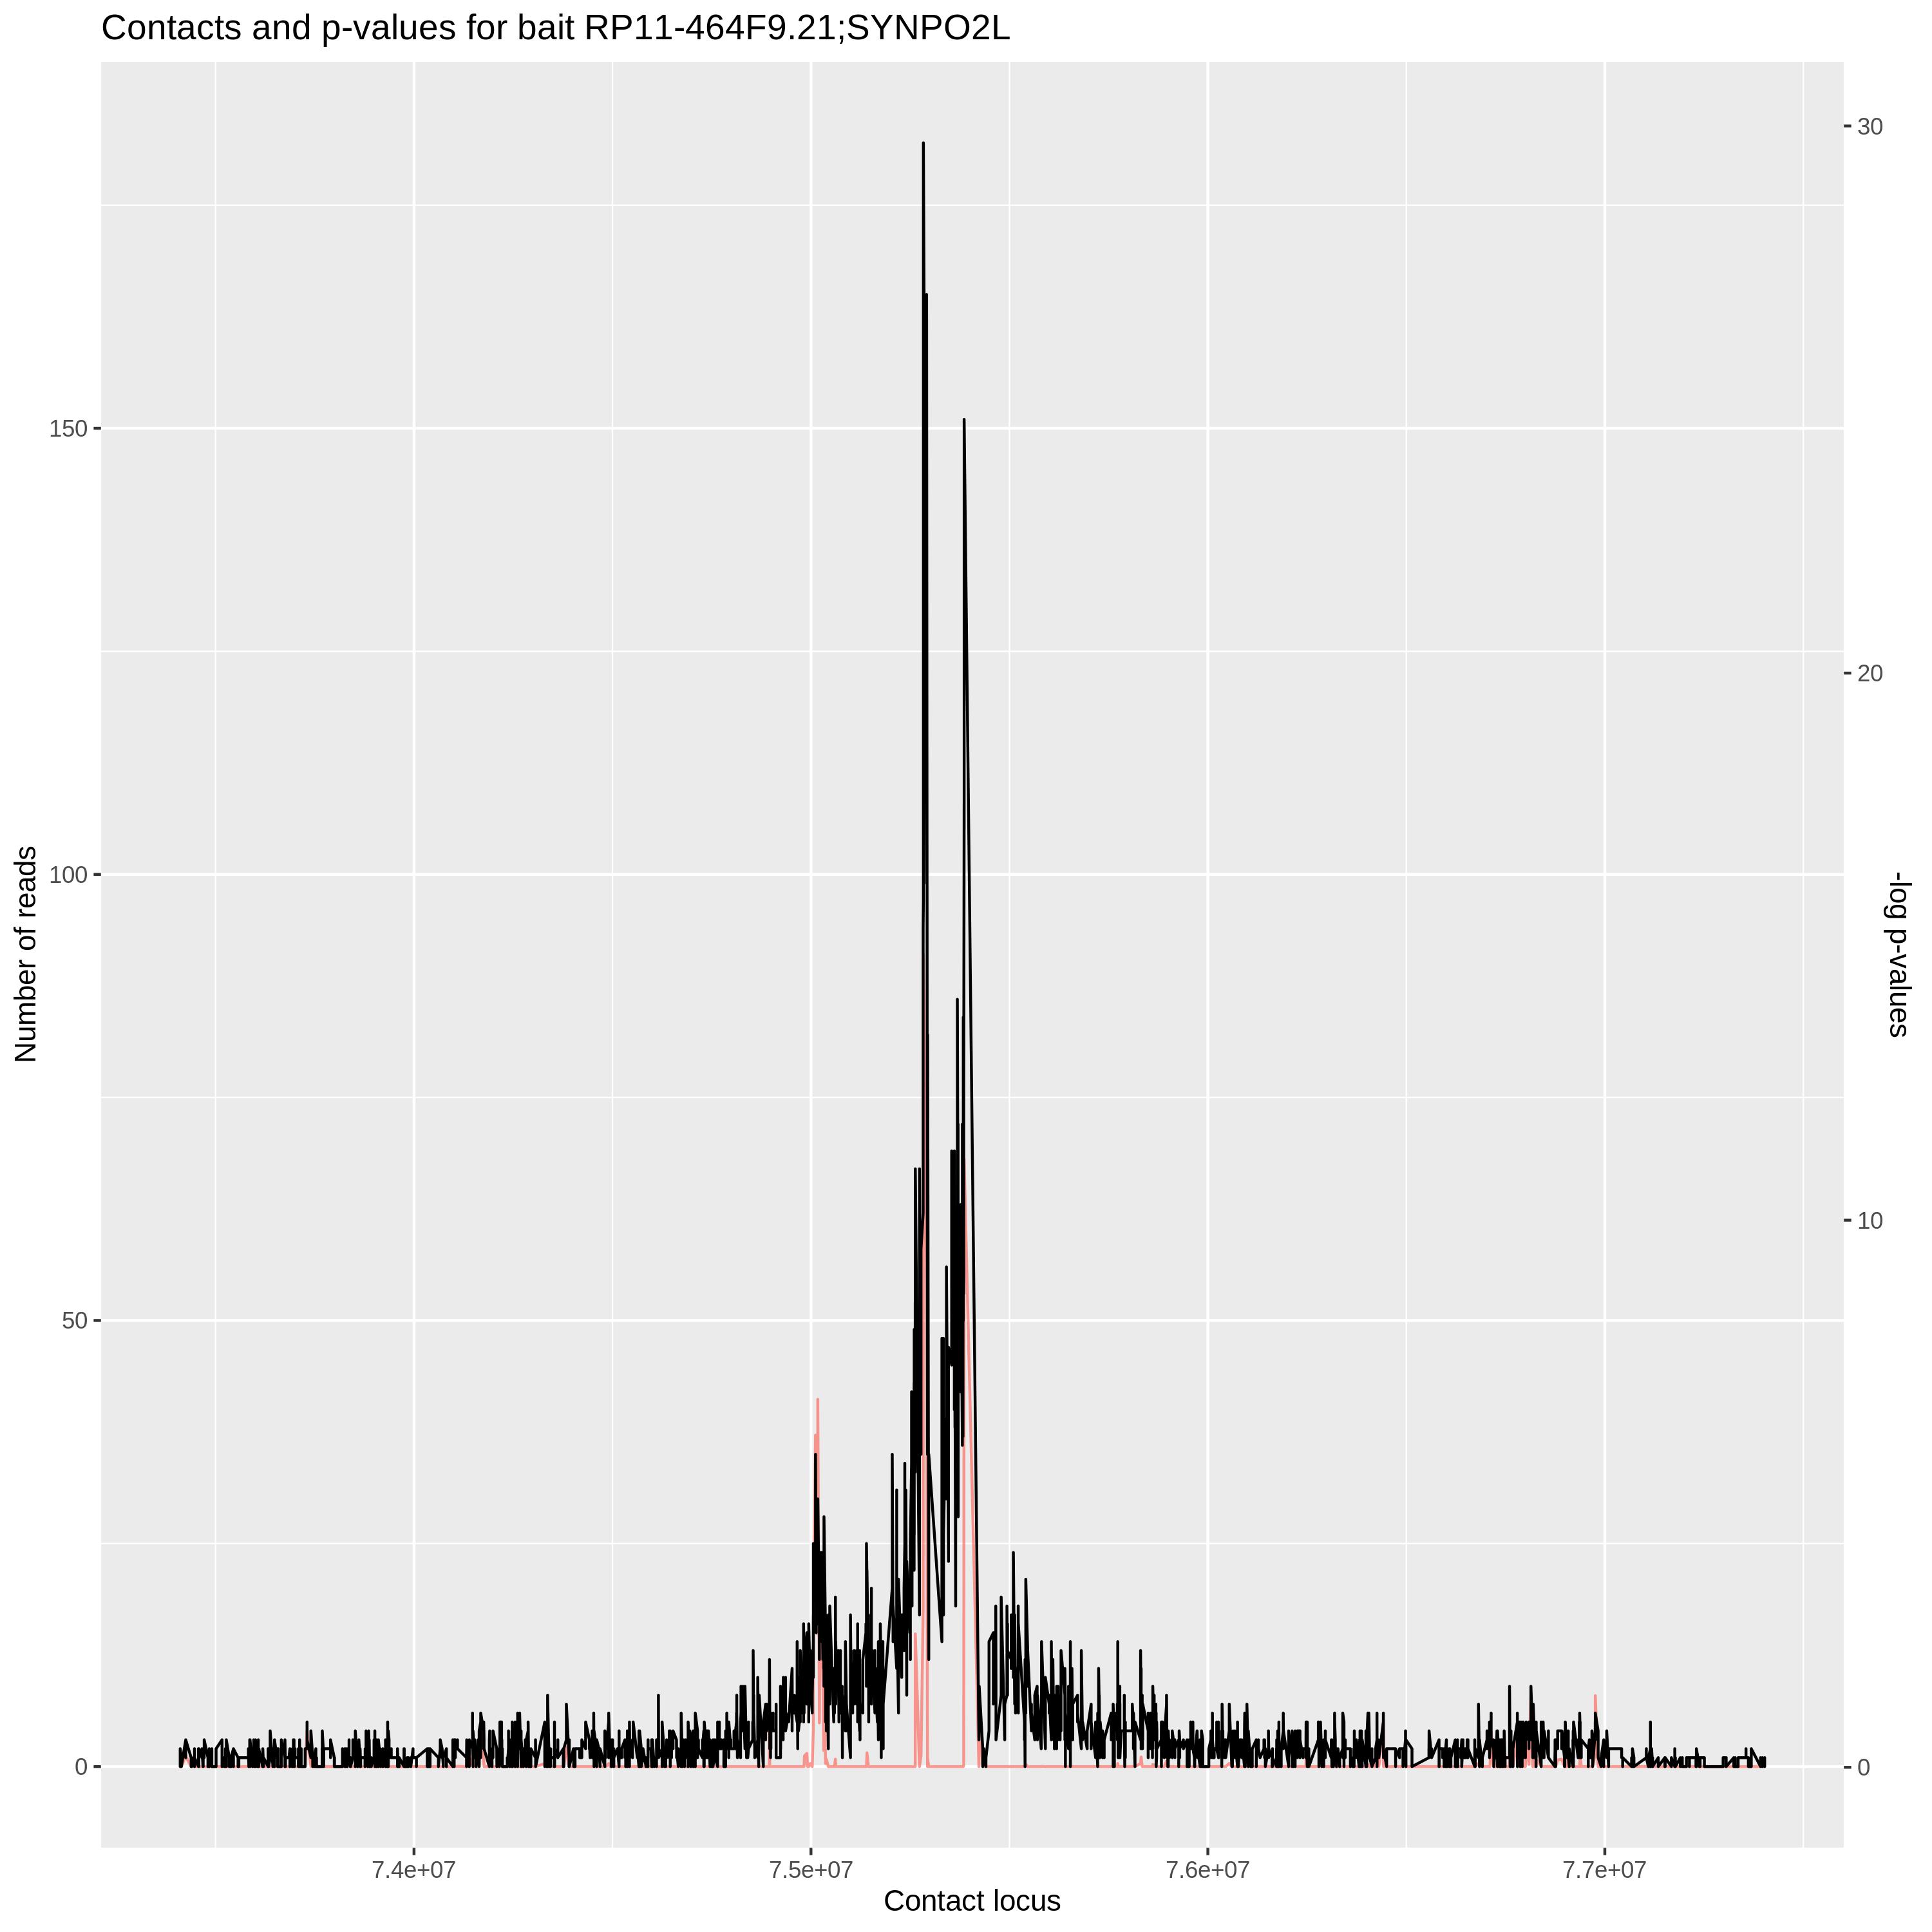 Contacts and p-values for bait RP11-464F9.21;SYNPO2L
30
150
20
Number of reads
100
-log p-values
10
50
0
0
7.4e+07
7.5e+07
7.6e+07
7.7e+07
Contact locus